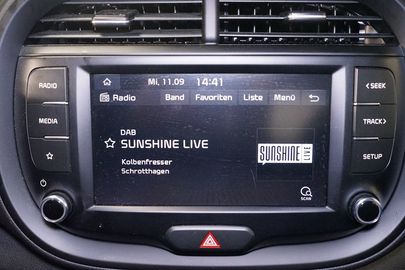 Mi, 11.09 14:41
RADIO
MEDIA
Radio Band Favoriten Liste Menü
DAB
SUNSHINE LIVE
Kolbenfresser
Schrotthagen
SUNSHINE LIVE
SCAN
< SEEK
TRACK >
SETUP